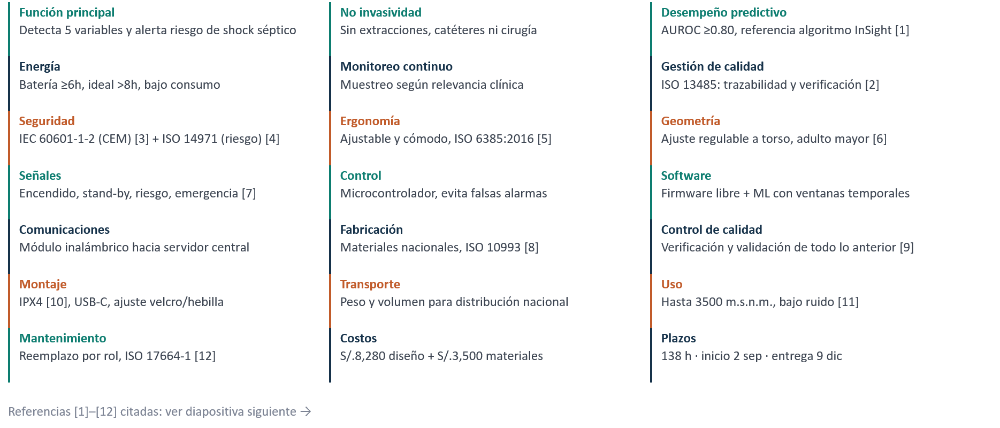 Función principal
Detecta 5 variables y alerta riesgo de shock séptico
No invasividad
Sin extracciones, catéteres ni cirugía
Desempeño predictivo
AUROC ≥0.80, referencia algoritmo InSight [1]
Energía
Batería ≥6h, ideal >8h, bajo consumo
Monitoreo continuo
Muestreo según relevancia clínica
Gestión de calidad
ISO 13485: trazabilidad y verificación [2]
Seguridad
IEC 60601-1-2 (CEM) [3] + ISO 14971 (riesgo) [4]
Ergonomía
Ajustable y cómodo, ISO 6385:2016 [5]
Geometría
Ajuste regulable a torso, adulto mayor [6]
Señales
Encendido, stand-by, riesgo, emergencia [7]
Control
Microcontrolador, evita falsas alarmas
Software
Firmware libre + ML con ventanas temporales
Comunicaciones
Módulo inalámbrico hacia servidor central
Fabricación
Materiales nacionales, ISO 10993 [8]
Control de calidad
Verificación y validación de todo lo anterior [9]
Montaje
IPX4 [10], USB-C, ajuste velcro/hebilla
Transporte
Peso y volumen para distribución nacional
Uso
Hasta 3500 m.s.n.m., bajo ruido [11]
Mantenimiento
Reemplazo por rol, ISO 17664-1 [12]
Costos
S/.8,280 diseño + S/.3,500 materiales
Plazos
138 h · inicio 2 sep · entrega 9 dic
Referencias [1]–[12] citadas: ver diapositiva siguiente →